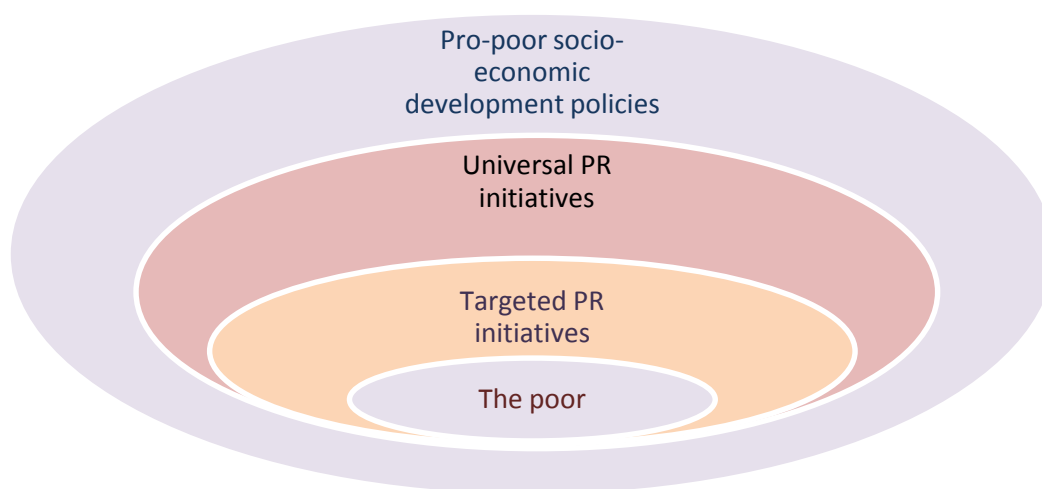 Pro-poor socio-
economic
development policies
Universal PR
initiatives
Targeted PR
initiatives
The poor